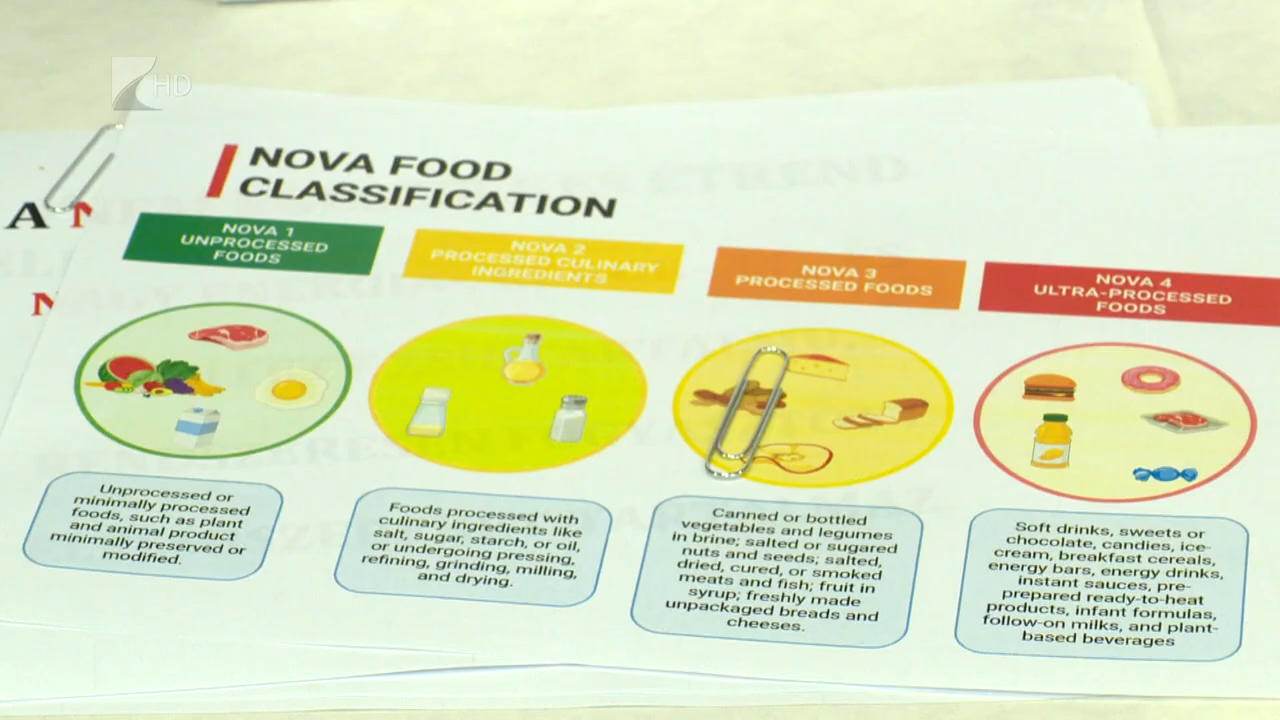 HD
NOVA FOOD
CLASSIFICATION
A N
N
NOVA 1
UNPROCESSED
FOODS
NOVA 2
PROCESSED CULINARY
INGREDIENTS
NOVA 3
PROCESSED FOODS
NOVA 4
ULTRA-PROCESSED
FOODS
Unprocessed or
minimally processed
foods, such as plant
and animal product
minimally preserved or
modified.
Foods processed with
culinary ingredients like
salt, sugar, starch, or oil,
or undergoing pressing,
refining, grinding, milling,
and drying.
Canned or bottled
vegetables and legumes
in brine; salted or sugared
nuts and seeds; salted,
dried, cured, or smoked
meats and fish; fruit in
syrup; freshly made
unpackaged breads and
cheeses.
Soft drinks, sweets or
chocolate, candies, ice-
cream, breakfast cereals,
energy bars, energy drinks,
instant sauces, pre-
prepared ready-to-heat
products, infant formulas,
follow-on milks, and plant-
based beverages